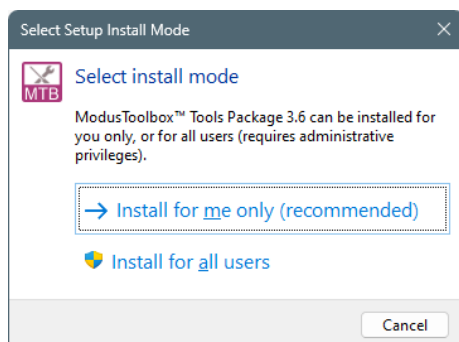 Select Setup Install Mode
MTB
Select install mode
ModusToolbox™ Tools Package 3.6 can be installed for
you only, or for all users (requires administrative
privileges).
→ Install for me only (recommended)
Install for all users
Cancel